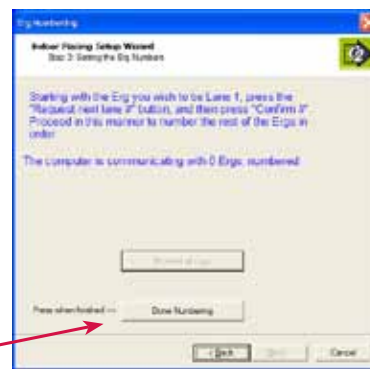 Erg Numbering
Indoor Racing Setup Wizard
Step 3: Setting the Erg Numbers
Starting with the Erg you wish to be Lane 1, press the
"Request next lane #" button, and then press "Confirm #".
Proceed in this manner to number the rest of the Ergs in
order.
The computer is communicating with 0 Ergs, numbered:
Press when finished -->
Done Numbering
< Back
Next >
Cancel